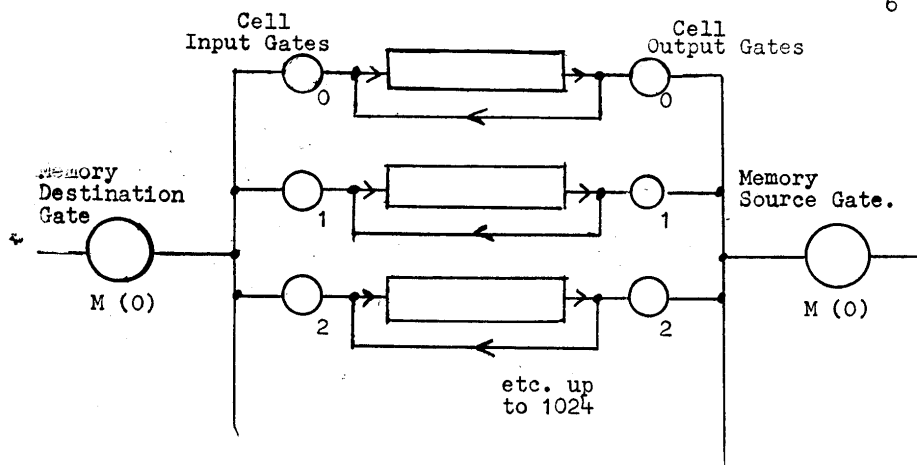 6
Cell
Input Gates
Cell
Output Gates
0
0
Memory
Destination
Gate
1
1
Memory
Source Gate.
M (0)
2
2
M (0)
etc. up
to 1024